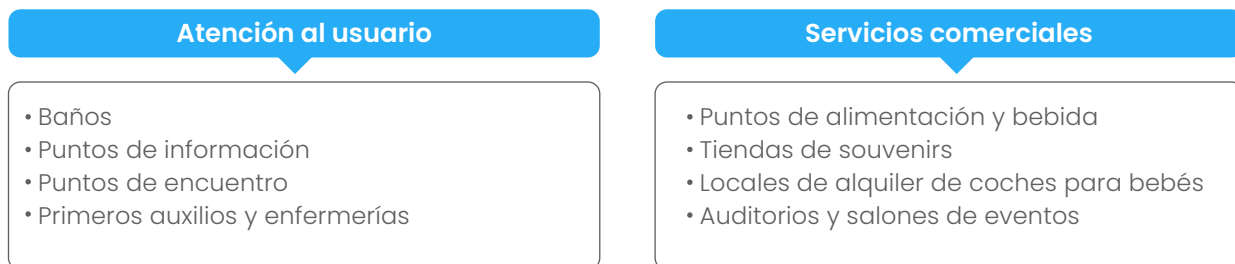 Atención al usuario
• Baños
• Puntos de información
• Puntos de encuentro
• Primeros auxilios y enfermerías
Servicios comerciales
• Puntos de alimentación y bebida
• Tiendas de souvenirs
• Locales de alquiler de coches para bebés
• Auditorios y salones de eventos